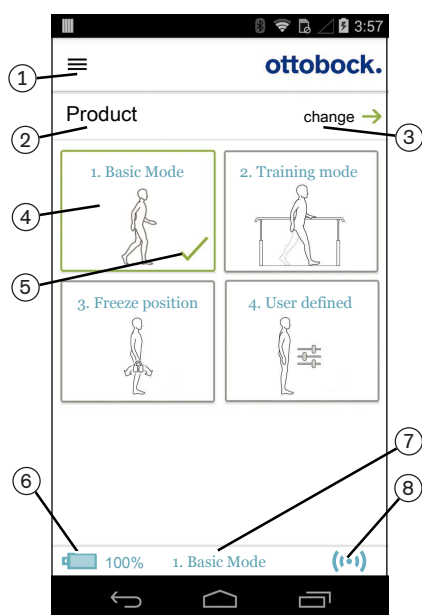 3:57
1
ottobock.
2
Product
change
3
1. Basic Mode
2. Training mode
4
5
3. Freeze position
4. User defined
6
7
8
100%
1. Basic Mode